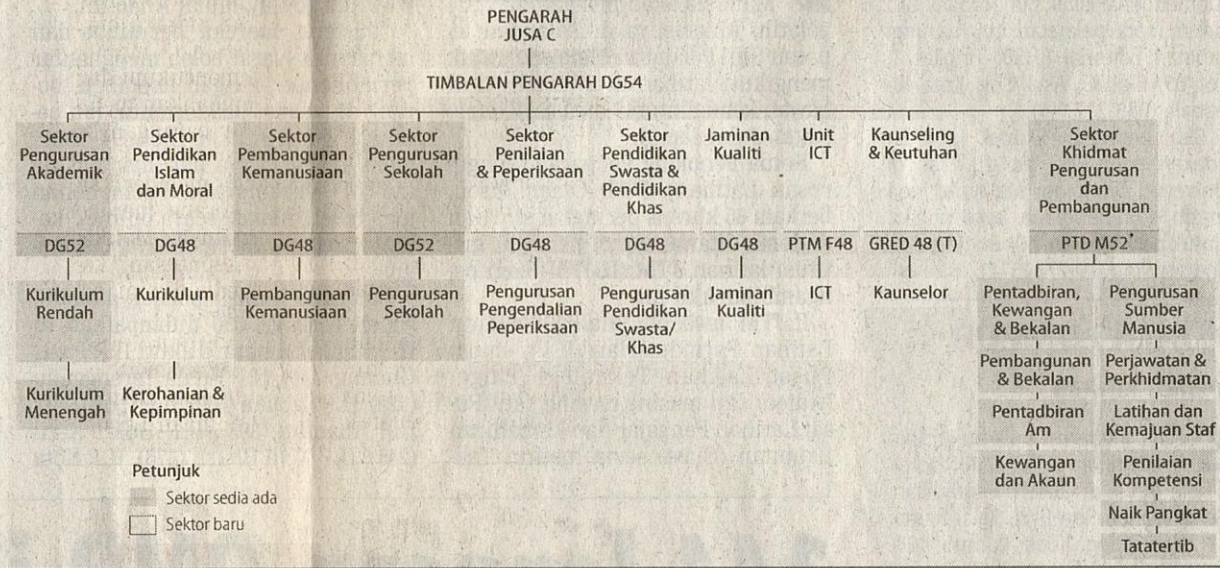 PENGARAH
JUSA C
TIMBALAN PENGARAH DG54
Sektor
Pengurusan
Akademik
Sektor
Pendidikan
Islam
dan Moral
Sektor
Pembangunan
Kemanusiaan
Sektor
Pengurusan
Sekolah
Sektor
Penilaian
& Peperiksaan
Sektor
Pendidikan
Swasta &
Pendidikan
Khas
Jaminan
Kualiti
Unit
ICT
Kaunseling
& Keutuhan
Sektor
Khidmat
Pengurusan
dan
Pembangunan
DG52
DG48
DG48
DG52
DG48
DG48
DG48
PTM F48
GRED 48 (T)
PTD M52*
Kurikulum
Rendah
Kurikulum
Pembangunan
Kemanusiaan
Pengurusan
Sekolah
Pengurusan
Pengendalian
Peperiksaan
Pengurusan
Pendidikan
Swasta/
Khas
Jaminan
Kualiti
ICT
Kaunselor
Pentadbiran,
Kewangan
& Bekalan
Pengurusan
Sumber
Manusia
Kurikulum
Menengah
Kerohanian &
Kepimpinan
Pembangunan
& Bekalan
Perjawatan &
Perkhidmatan
Pentadbiran
Am
Latihan dan
Kemajuan Staf
Kewangan
dan Akaun
Penilaian
Kompetensi
Naik Pangkat
Tatatertib
Petunjuk
Sektor sedia ada
Sektor baru